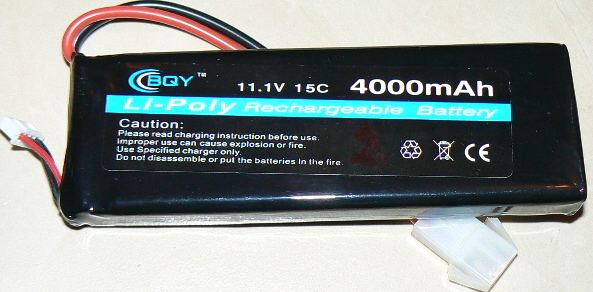 BQY™
11.1V 15C 4000mAh
Li-Poly Rechargeable Battery
Caution:
Please read charging instruction before use.
Improper use can cause explosion or fire.
Use Specified charger only.
Do not disassemble or put the batteries in the fire.
CE